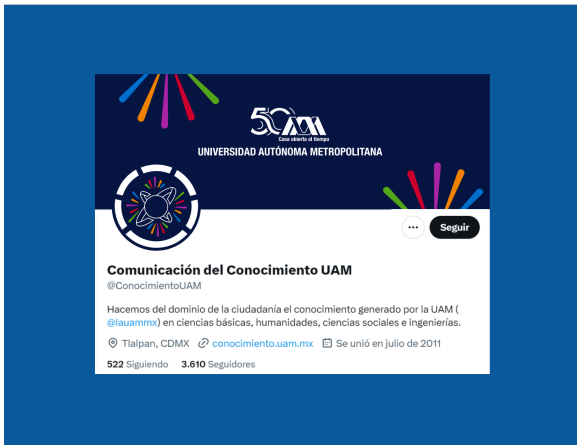 50
Casa abierta al tiempo
UNIVERSIDAD AUTÓNOMA METROPOLITANA
··· Seguir
Comunicación del Conocimiento UAM
@ConocimientoUAM
Hacemos del dominio de la ciudadanía el conocimiento generado por la UAM (
@lauammx) en ciencias básicas, humanidades, ciencias sociales e ingenierías.
Tlalpan, CDMX conocimiento.uam.mx Se unió en julio de 2011
522 Siguiendo 3.610 Seguidores